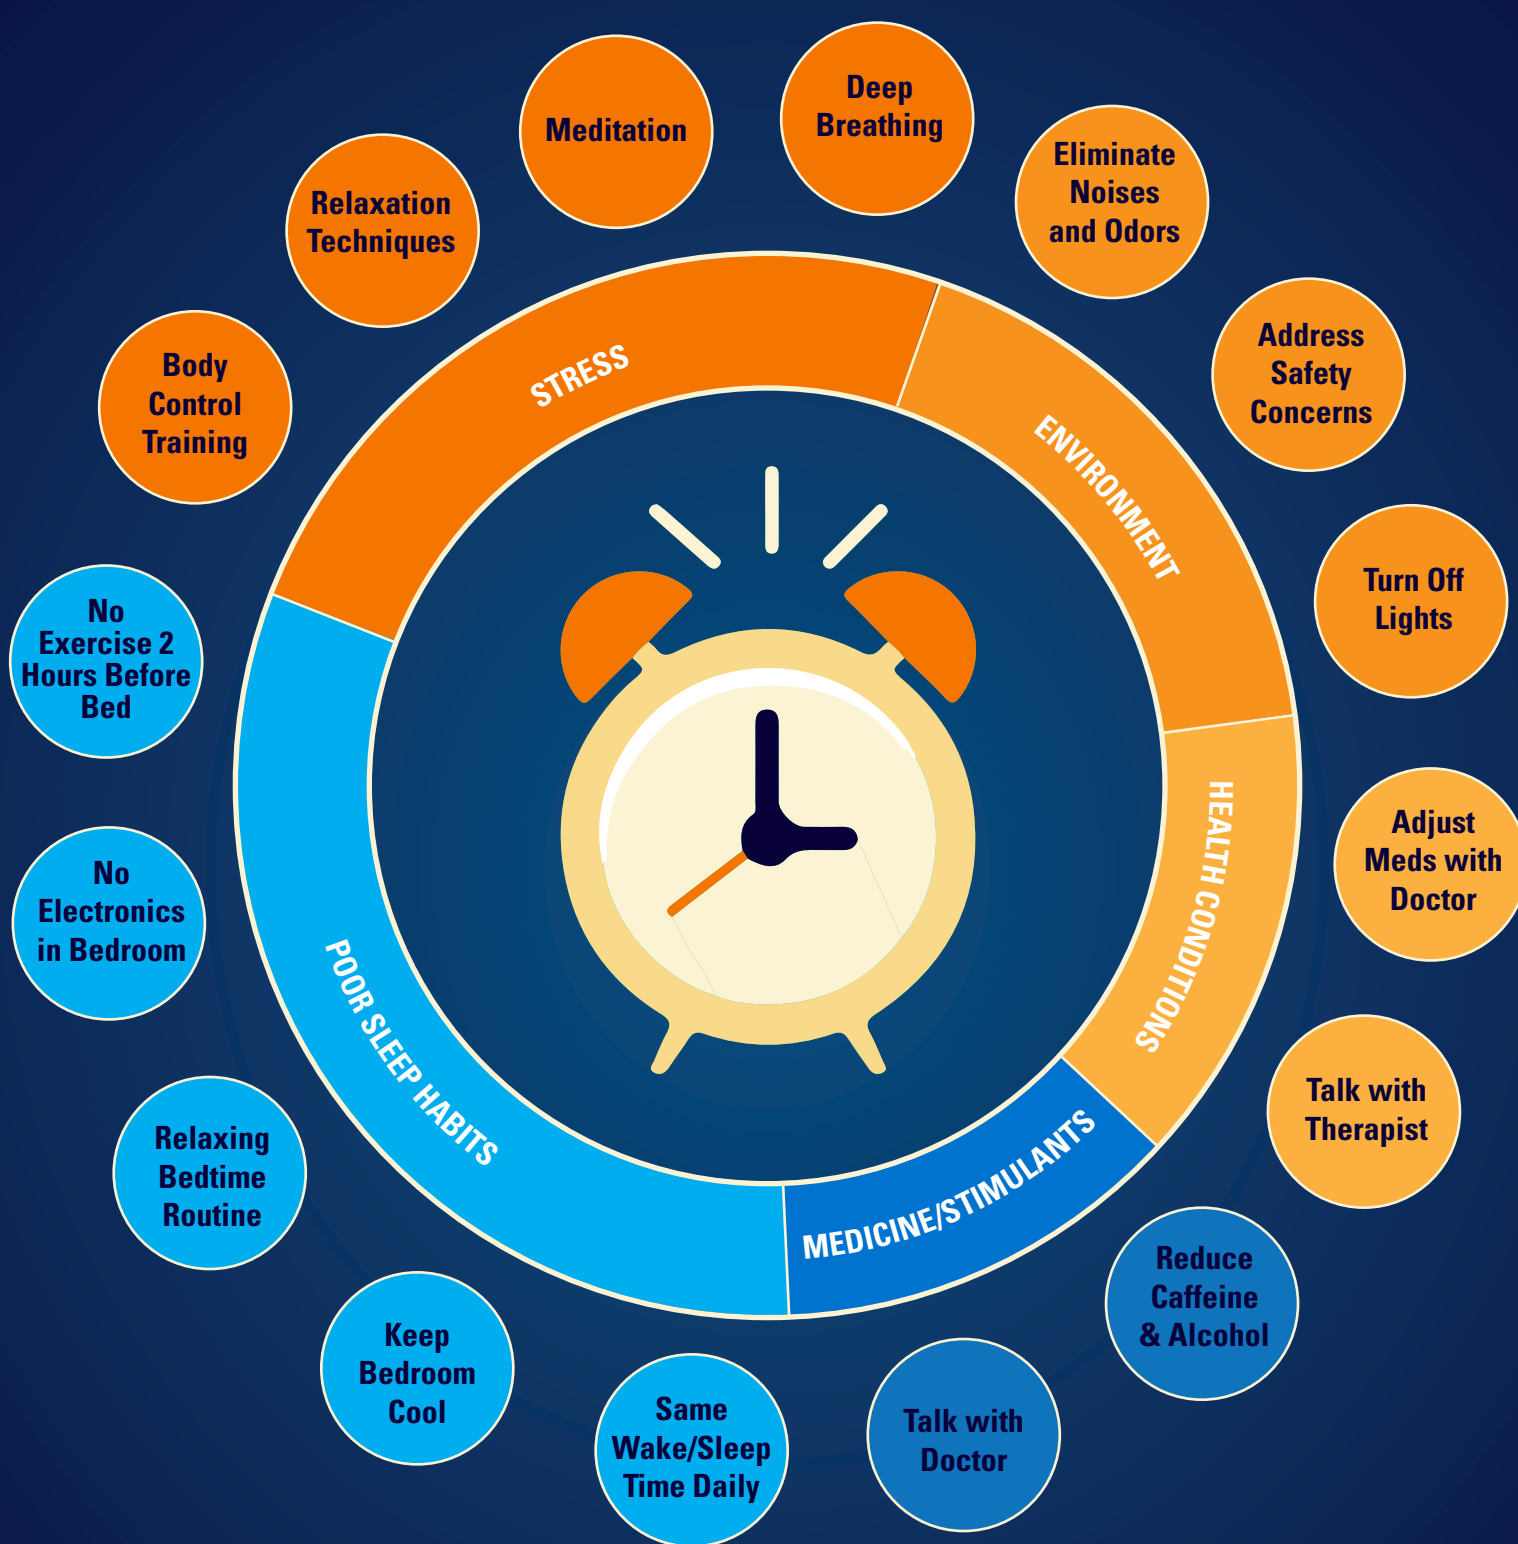 Meditation
Deep
Breathing
Eliminate
Noises
and Odors
Address
Safety
Concerns
Turn Off
Lights
Adjust
Meds with
Doctor
Talk with
Therapist
Reduce
Caffeine
& Alcohol
Talk with
Doctor
Same
Wake/Sleep
Time Daily
Keep
Bedroom
Cool
Relaxing
Bedtime
Routine
No
Electronics
in Bedroom
No
Exercise 2
Hours Before
Bed
Body
Control
Training
Relaxation
Techniques
STRESS
ENVIRONMENT
HEALTH CONDITIONS
MEDICINE/STIMULANTS
POOR SLEEP HABITS